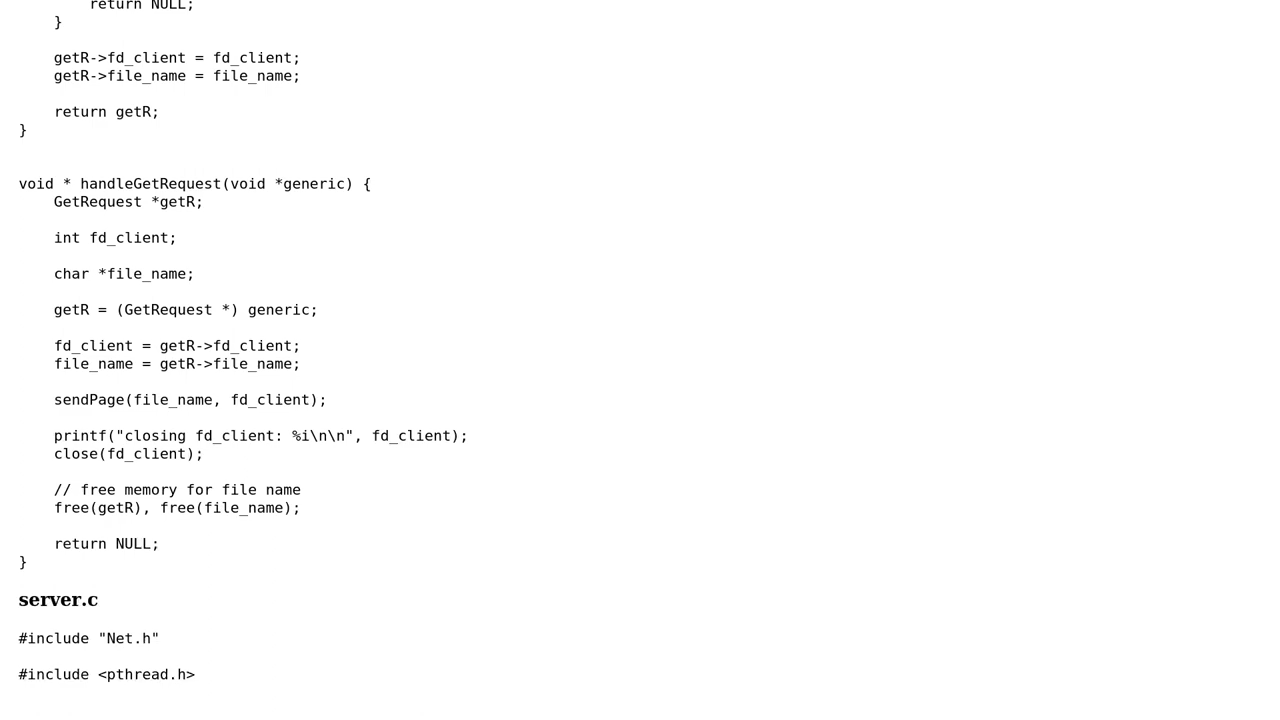 return NULL;
}
getR->fd_client = fd_client;
getR->file_name = file_name;
return getR;
}
void * handleGetRequest(void *generic) {
GetRequest *getR;
int fd_client;
char *file_name;
getR = (GetRequest *) generic;
fd_client = getR->fd_client;
file_name = getR->file_name;
sendPage(file_name, fd_client);
printf("closing fd_client: %i\n\n", fd_client);
close(fd_client);
// free memory for file name
free(getR), free(file_name);
return NULL;
}
server.c
#include "Net.h"
#include <pthread.h>